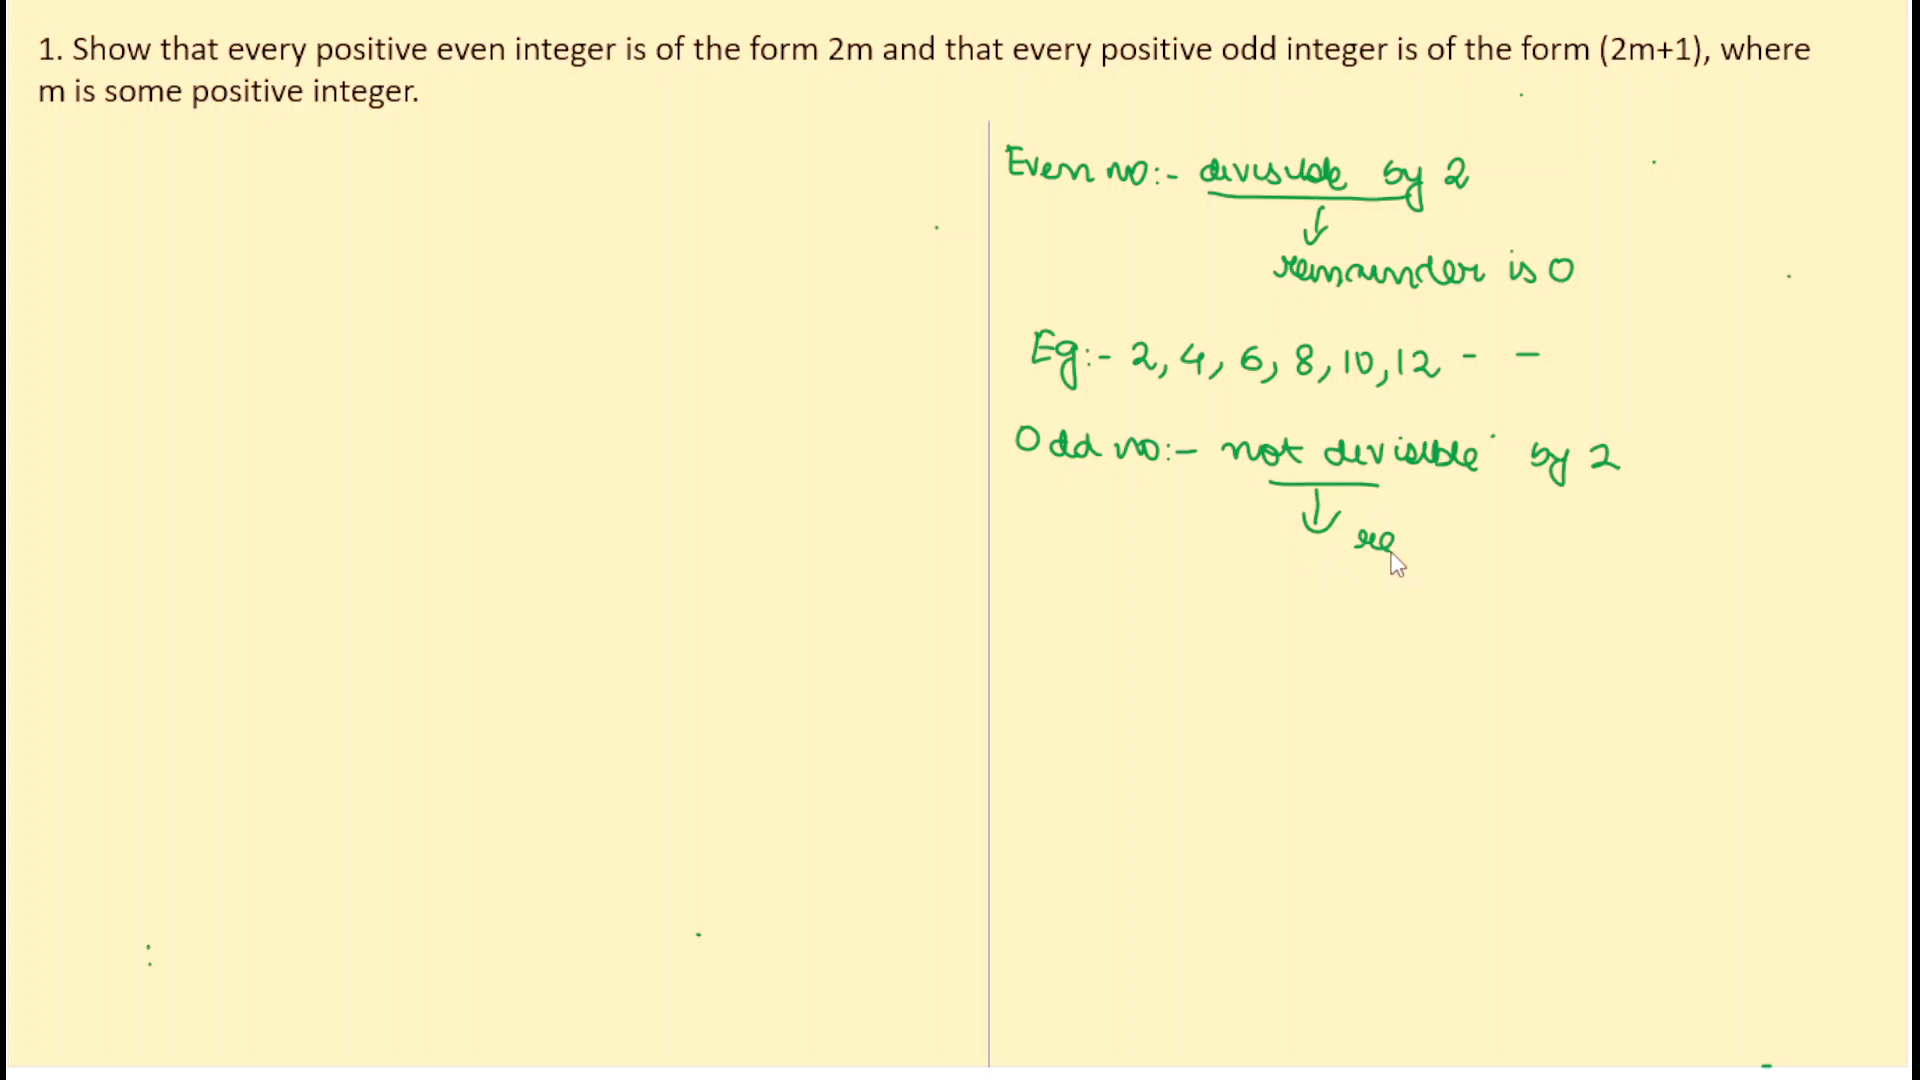 1. Show that every positive even integer is of the form 2m and that every positive odd integer is of the form (2m+1), where
m is some positive integer.
Even no:- divisible by 2
remainder is 0
Eg:- 2, 4, 6, 8, 10, 12 - -
Odd no:- not divisible by 2
re